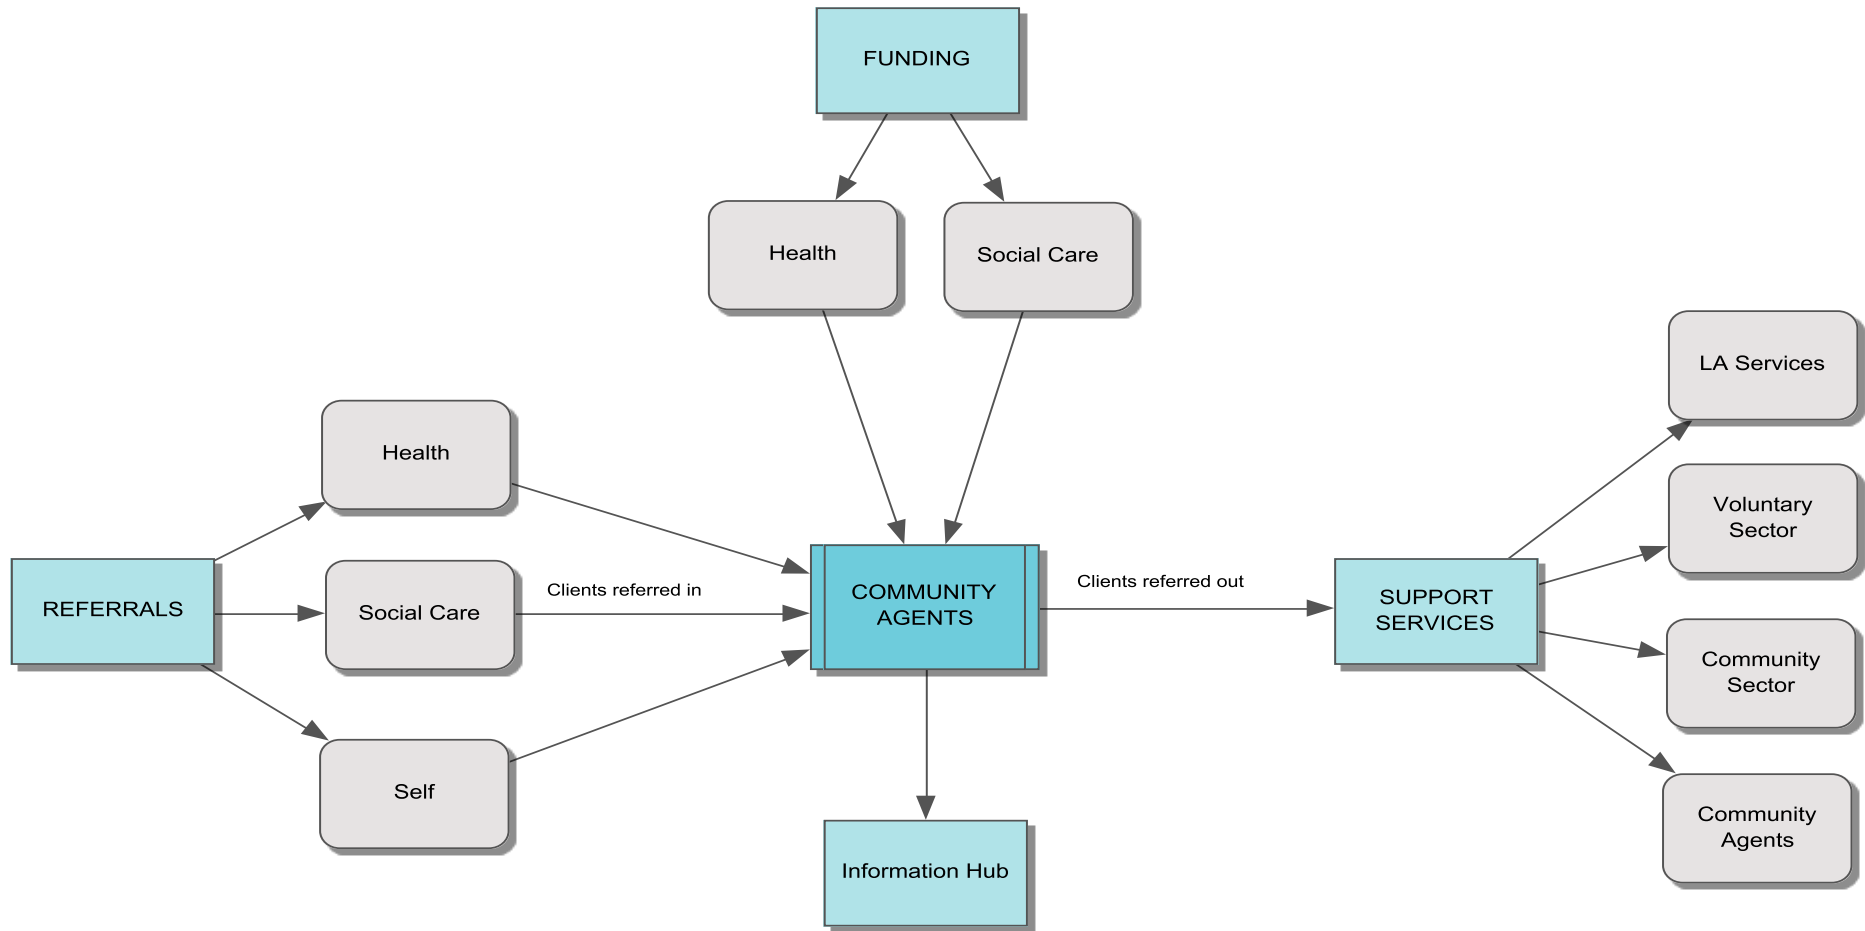 FUNDING
Health
Social Care
LA Services
Health
Voluntary
Sector
Clients referred out
Clients referred in
COMMUNITY
AGENTS
SUPPORT
SERVICES
REFERRALS
Social Care
Community
Sector
Self
Community
Agents
Information Hub